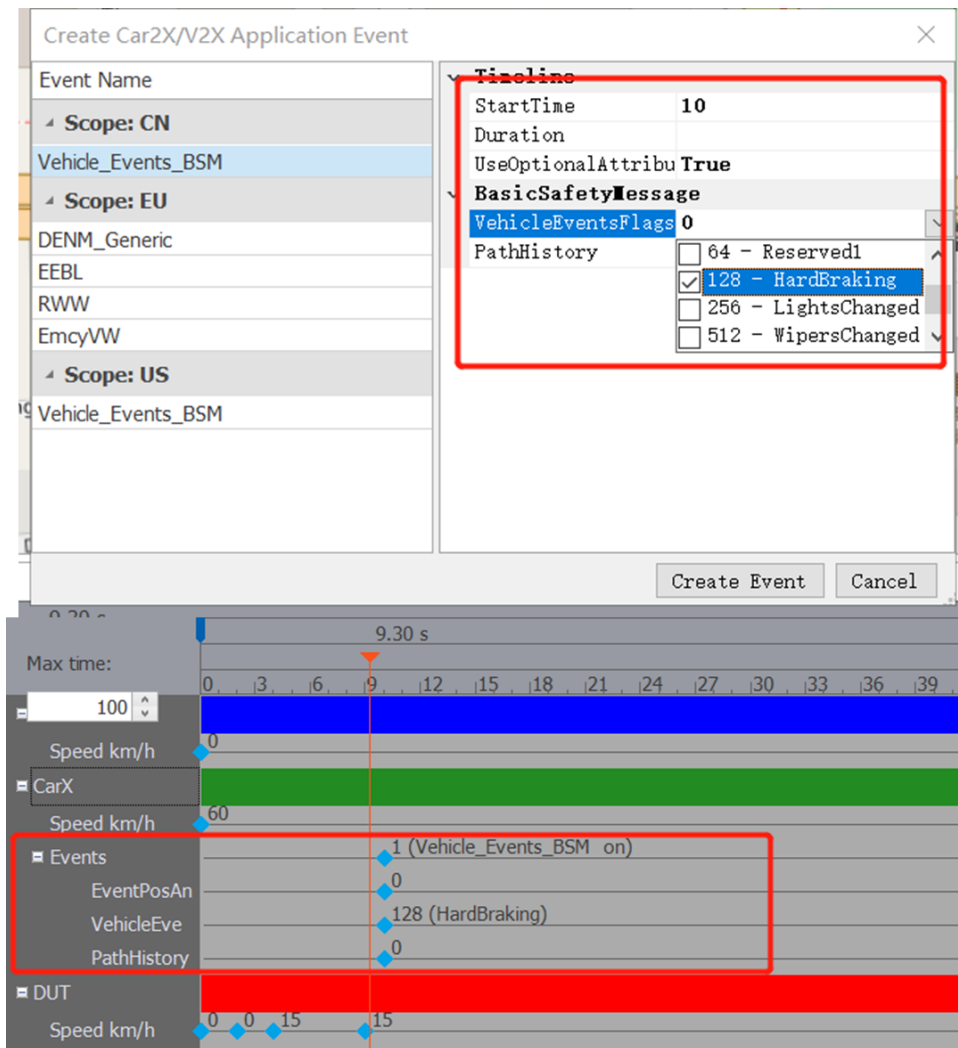 Create Car2X/V2X Application Event
Event Name
Scope: CN
Vehicle_Events_BSM
Scope: EU
DENM_Generic
EEBL
RWW
EmcyVW
Scope: US
Vehicle_Events_BSM
Timeline
StartTime 10
Duration
UseOptionalAttribu True
BasicSafetyMessage
VehicleEventsFlags 0
PathHistory
64 - Reserved1
128 - HardBraking
256 - LightsChanged
512 - WipersChanged
Create Event Cancel
9.30 s
Max time:
0 3 6 9 12 15 18 21 24 27 30 33 36 39
100
Speed km/h 0
CarX
Speed km/h 60
Events 1 (Vehicle_Events_BSM on)
EventPosAn 0
VehicleEve 128 (HardBraking)
PathHistory 0
DUT
Speed km/h 0 0 15 15